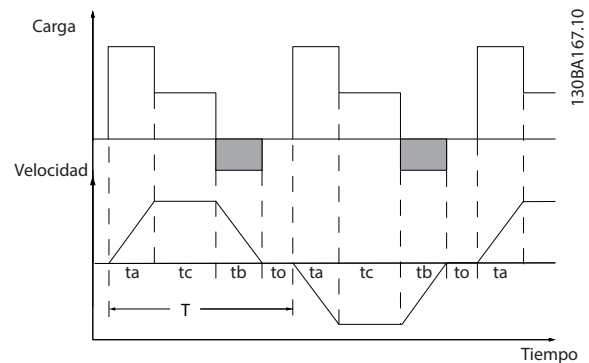 Carga
130BA167.10
Velocidad
ta tc tb to ta tc tb to ta
T
Tiempo